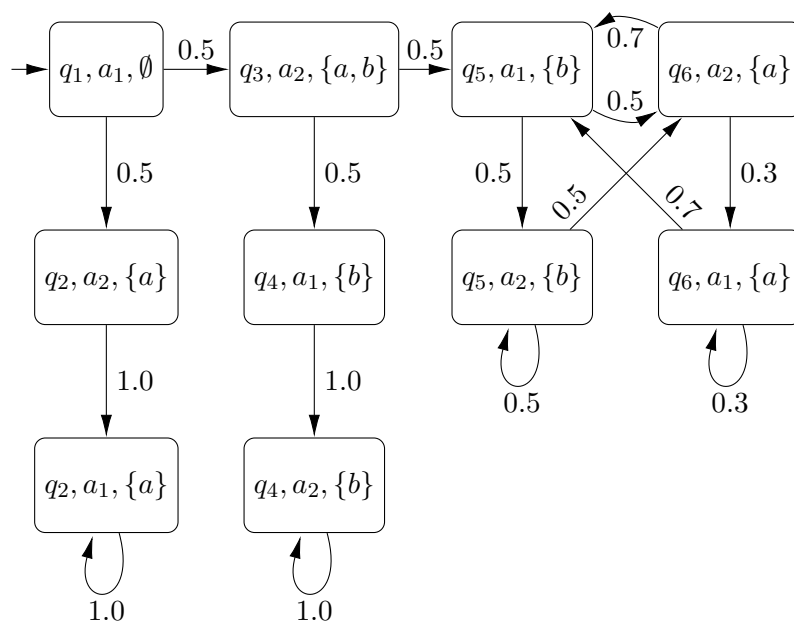 q1, a1, ∅
0.5
q3, a2, {a, b}
0.5
q5, a1, {b}
0.7
0.5
q6, a2, {a}
0.5
0.5
0.5
0.5
0.7
0.3
q2, a2, {a}
q4, a1, {b}
q5, a2, {b}
q6, a1, {a}
1.0
1.0
0.5
0.3
q2, a1, {a}
q4, a2, {b}
1.0
1.0